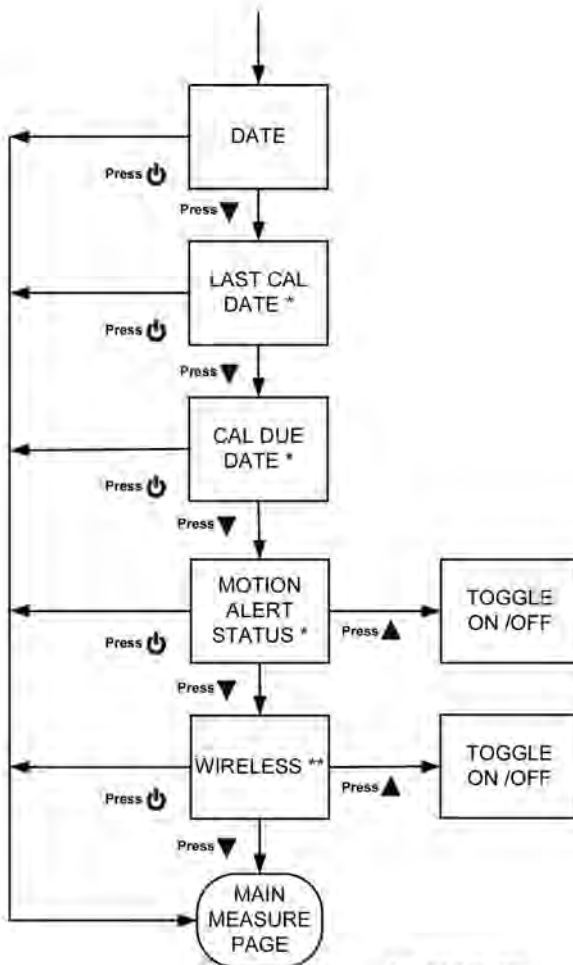 DATE
Press ⏻
Press ▼
LAST CAL
DATE *
Press ⏻
Press ▼
CAL DUE
DATE *
Press ⏻
Press ▼
MOTION
ALERT
STATUS *
Press ⏻
Press ▲
TOGGLE
ON /OFF
Press ▼
WIRELESS **
Press ⏻
Press ▲
TOGGLE
ON /OFF
Press ▼
MAIN
MEASURE
PAGE